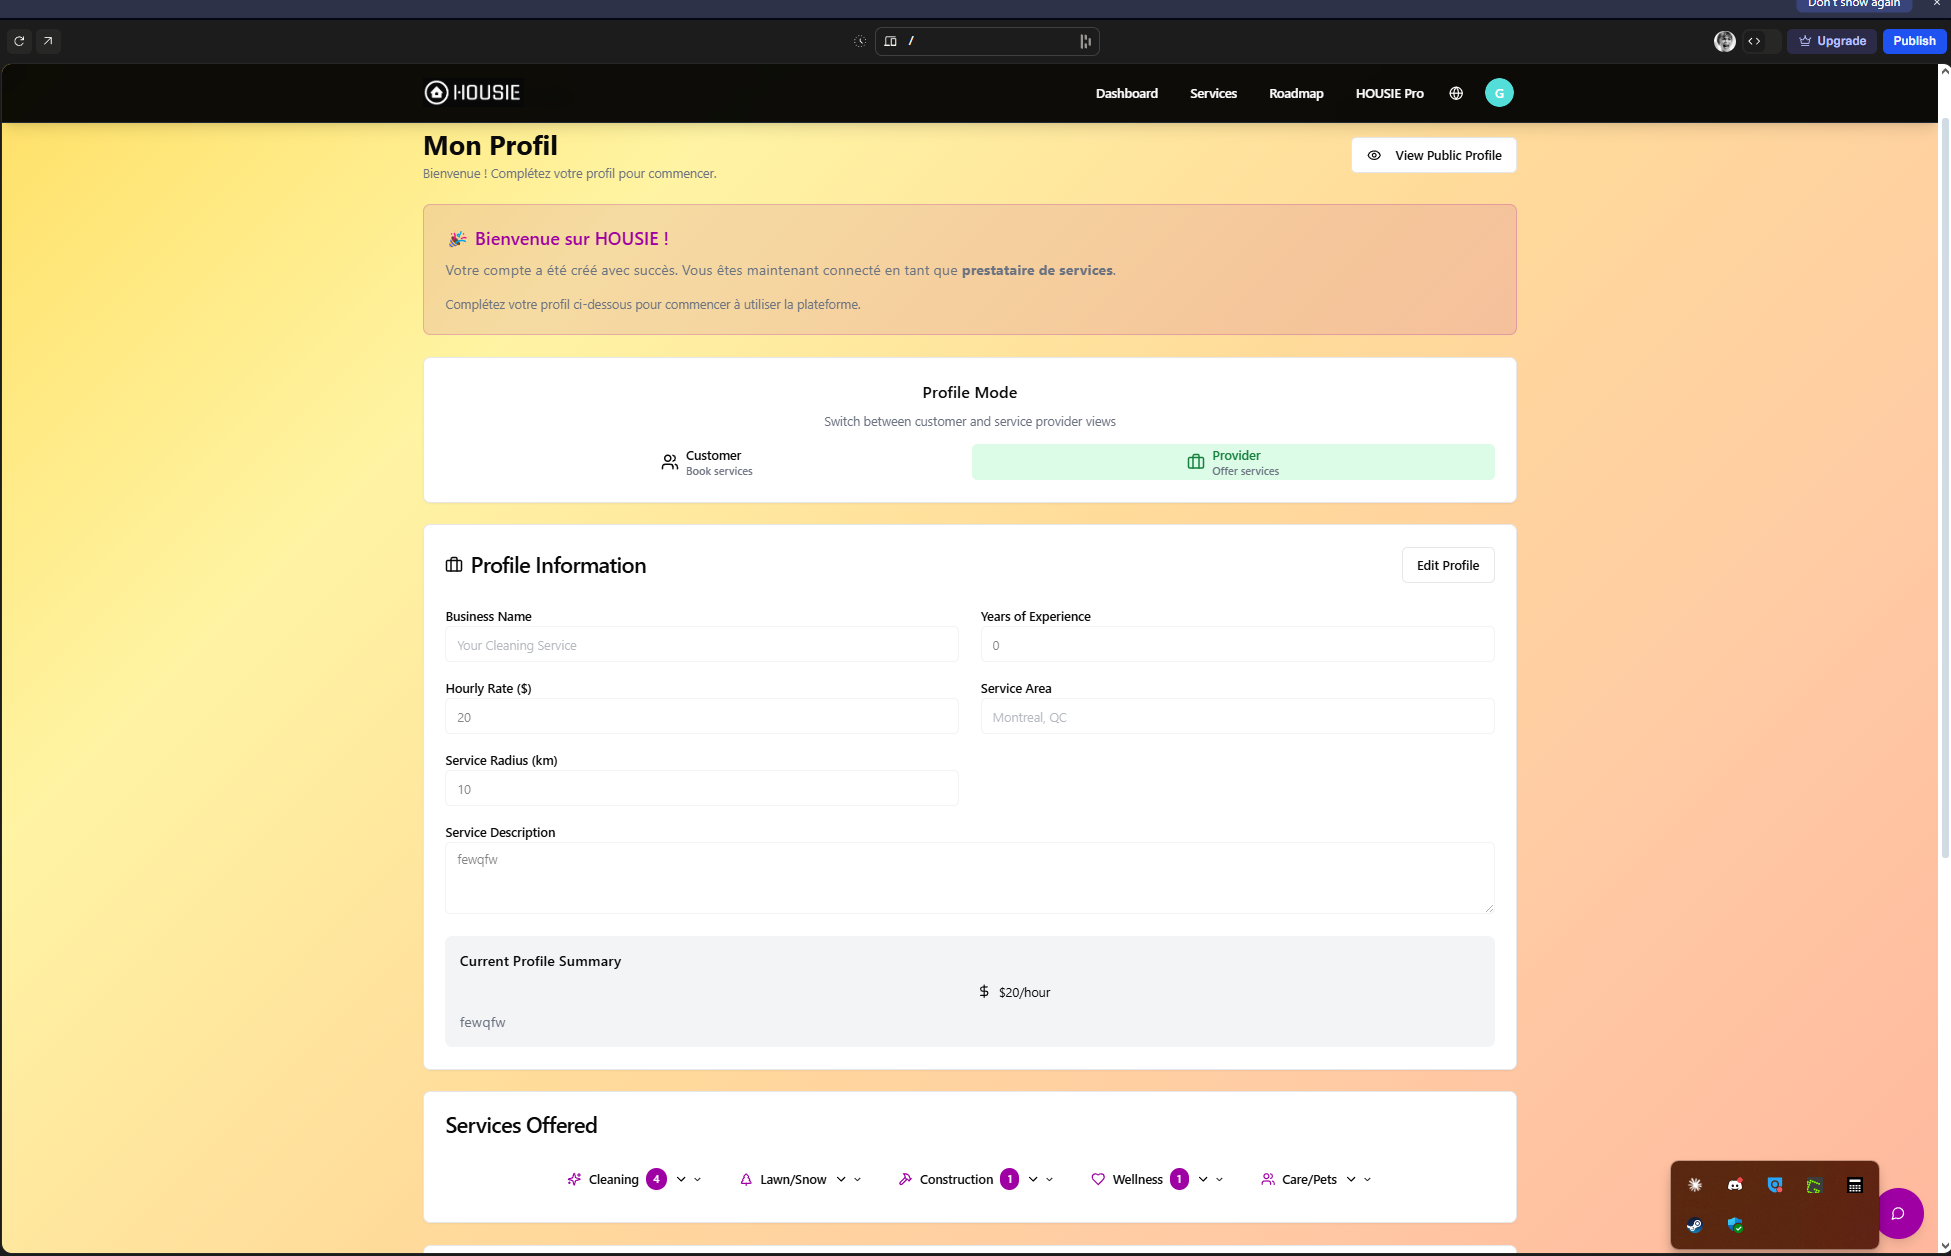 Don't show again
/
Upgrade
Publish
HOUSIE
Dashboard
Services
Roadmap
HOUSIE Pro
G
Mon Profil
Bienvenue ! Complétez votre profil pour commencer.
View Public Profile
Bienvenue sur HOUSIE !
Votre compte a été créé avec succès. Vous êtes maintenant connecté en tant que prestataire de services.
Complétez votre profil ci-dessous pour commencer à utiliser la plateforme.
Profile Mode
Switch between customer and service provider views
Customer
Book services
Provider
Offer services
Profile Information
Edit Profile
Business Name
Your Cleaning Service
Years of Experience
0
Hourly Rate ($)
20
Service Area
Montreal, QC
Service Radius (km)
10
Service Description
fewqfw
Current Profile Summary
$ $20/hour
fewqfw
Services Offered
Cleaning 4
Lawn/Snow
Construction 1
Wellness 1
Care/Pets